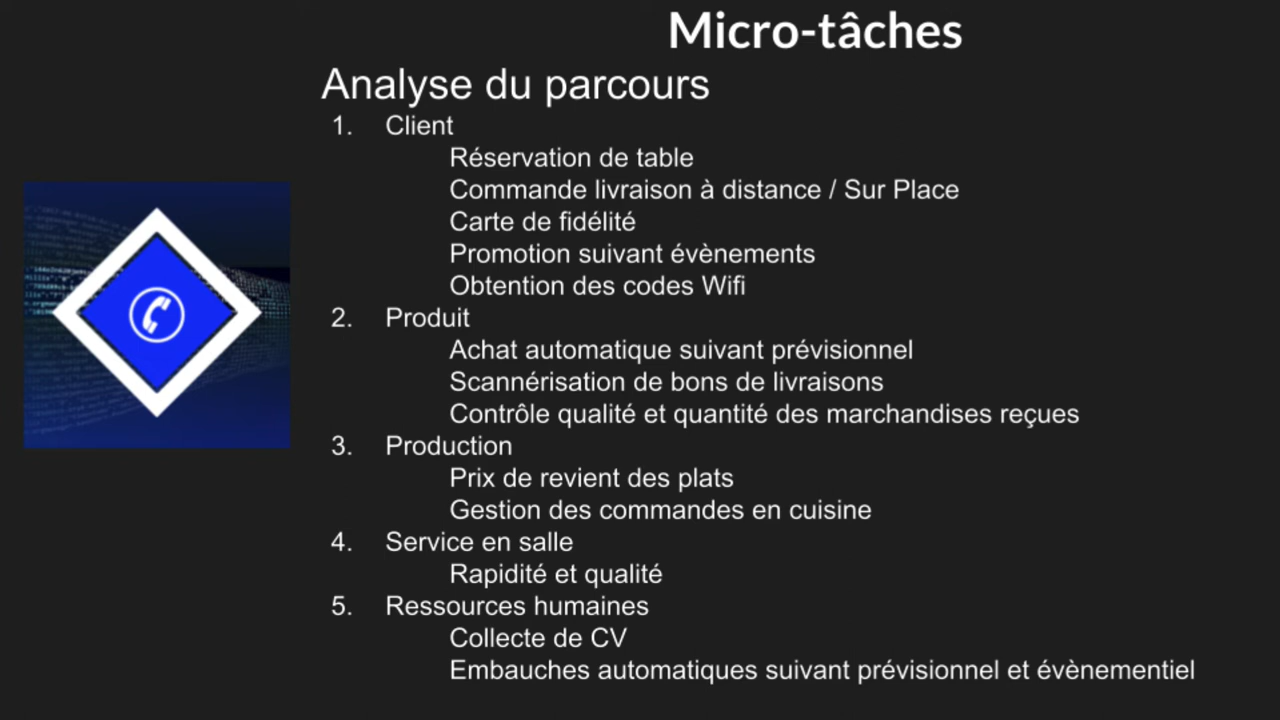 Micro-tâches
Analyse du parcours
1. Client
Réservation de table
Commande livraison à distance / Sur Place
Carte de fidélité
Promotion suivant évènements
Obtention des codes Wifi
2. Produit
Achat automatique suivant prévisionnel
Scannérisation de bons de livraisons
Contrôle qualité et quantité des marchandises reçues
3. Production
Prix de revient des plats
Gestion des commandes en cuisine
4. Service en salle
Rapidité et qualité
5. Ressources humaines
Collecte de CV
Embauches automatiques suivant prévisionnel et évènementiel